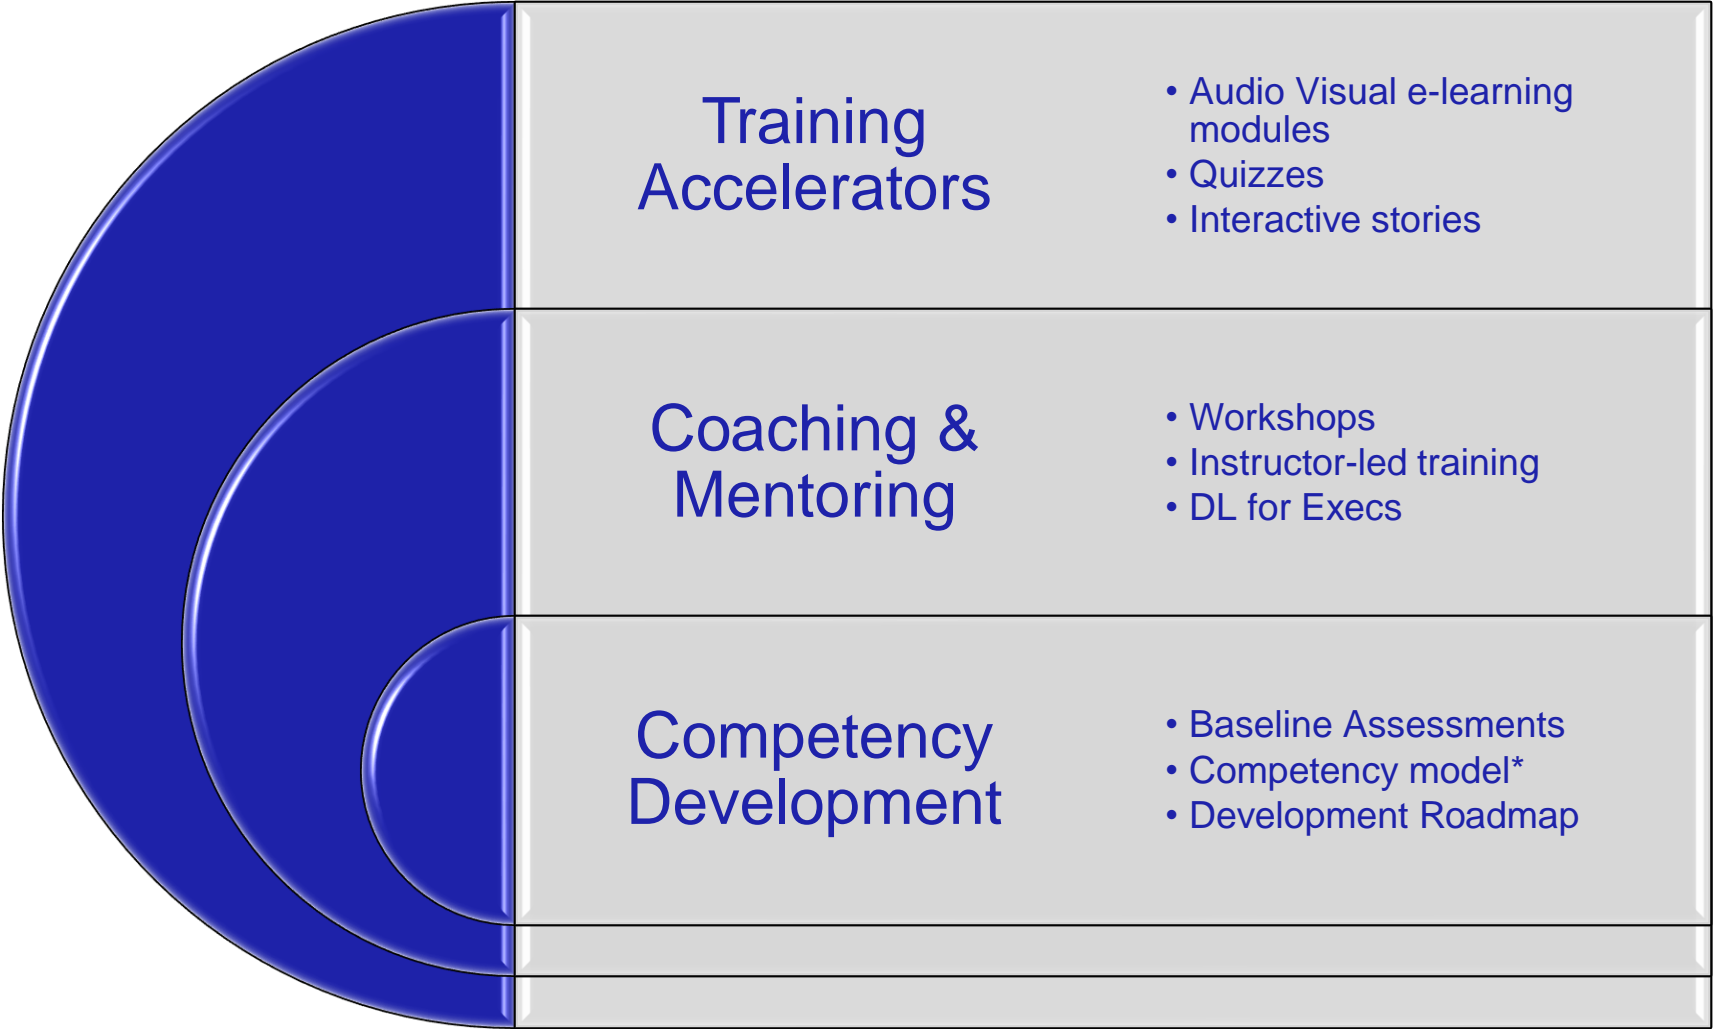 Training
Accelerators
• Audio Visual e-learning
modules
• Quizzes
• Interactive stories
Coaching &
Mentoring
• Workshops
• Instructor-led training
• DL for Execs
Competency
Development
• Baseline Assessments
• Competency model*
• Development Roadmap